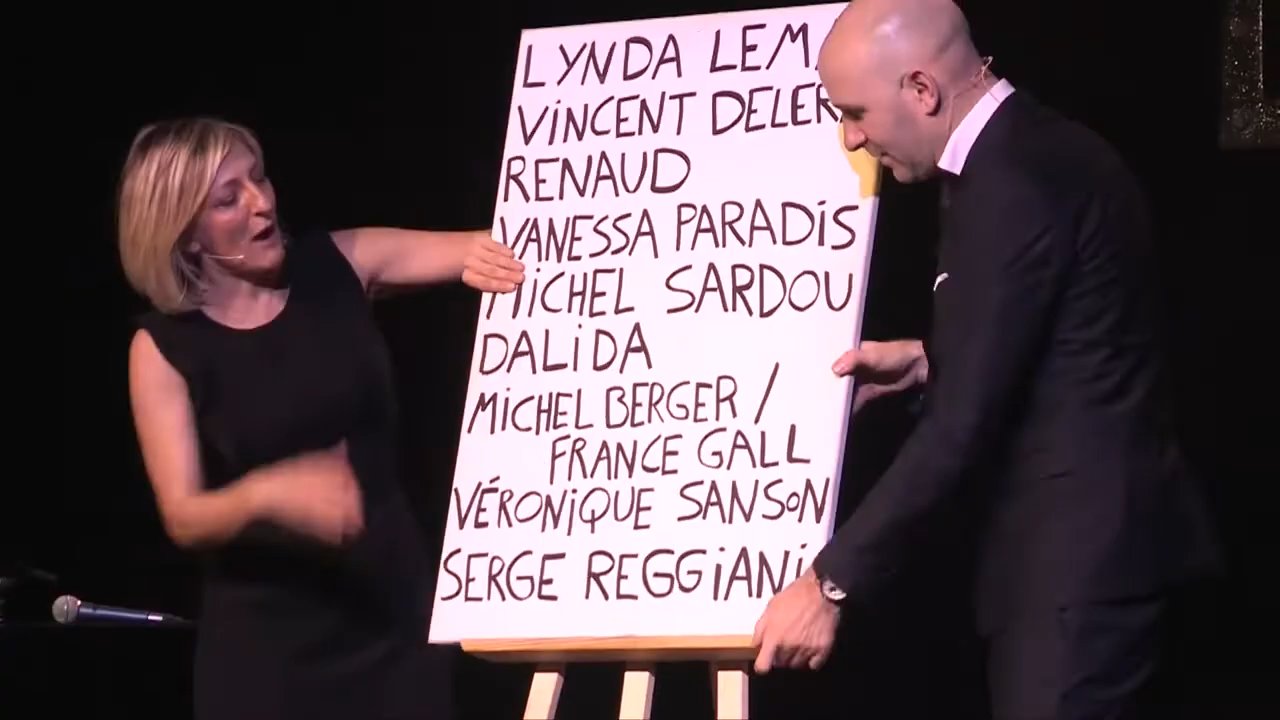 LYNDA LEM
VINCENT DELER
RENAUD
VANESSA PARADIS
MICHEL SARDOU
DALIDA
MICHEL BERGER /
FRANCE GALL
VÉRONIQUE SANSON
SERGE REGGIANI